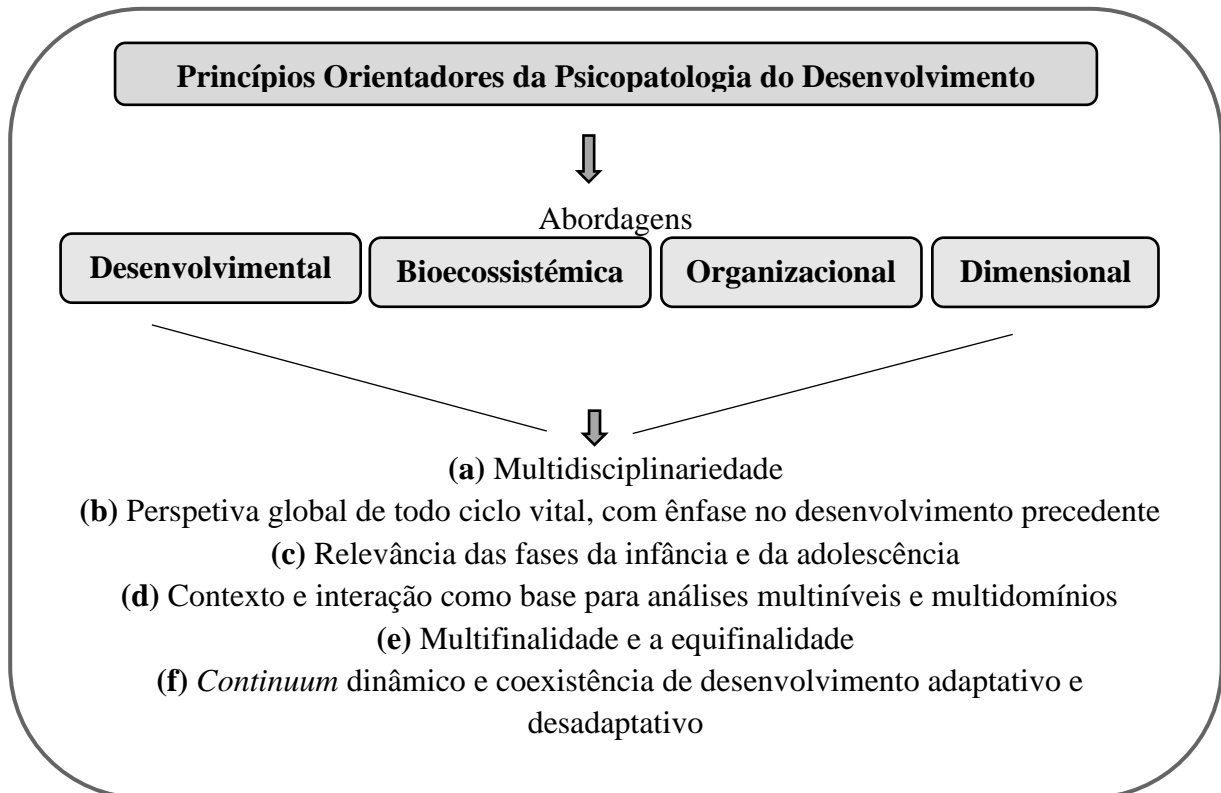 Princípios Orientadores da Psicopatologia do Desenvolvimento
Abordagens
Desenvolvimental
Bioecossistémica
Organizacional
Dimensional
(a) Multidisciplinariedade
(b) Perspetiva global de todo ciclo vital, com ênfase no desenvolvimento precedente
(c) Relevância das fases da infância e da adolescência
(d) Contexto e interação como base para análises multiníveis e multidomínios
(e) Multifinalidade e a equifinalidade
(f) Continuum dinâmico e coexistência de desenvolvimento adaptativo e
desadaptativo